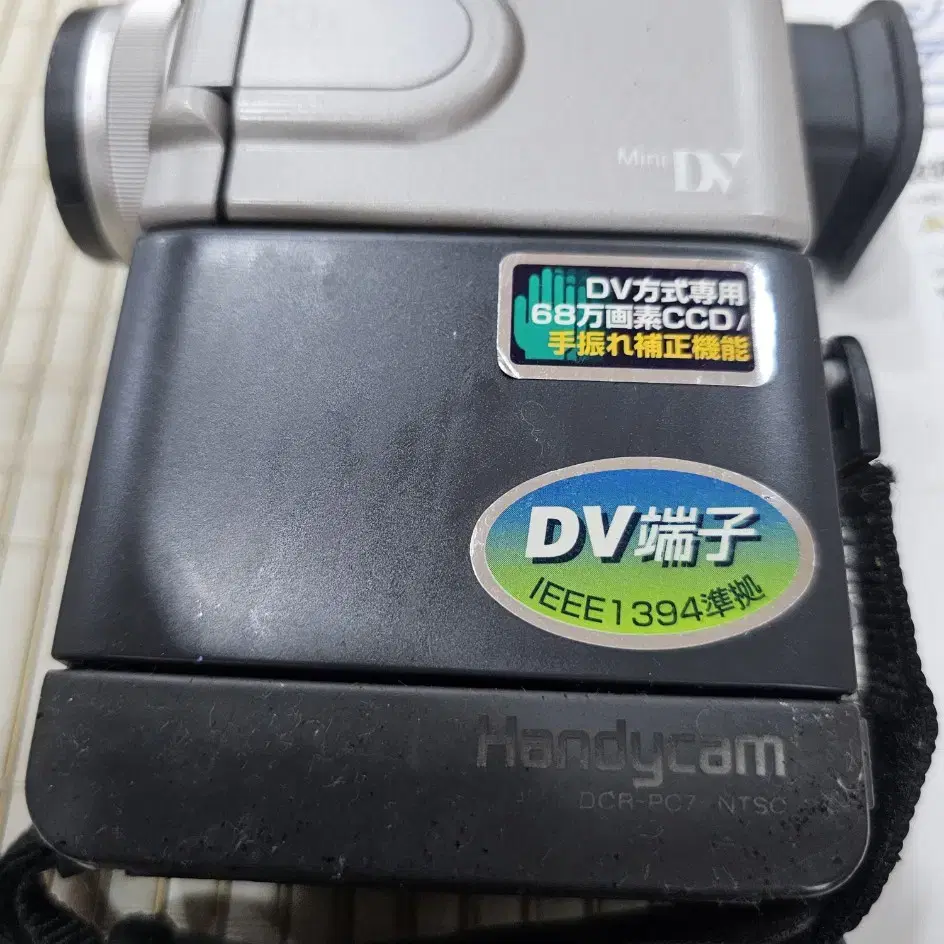 Mini DV
DV方式専用
68万画素CCD/
手振れ補正機能
DV端子
IEEE1394準拠
Handycam
DCR-PC7 NTSC